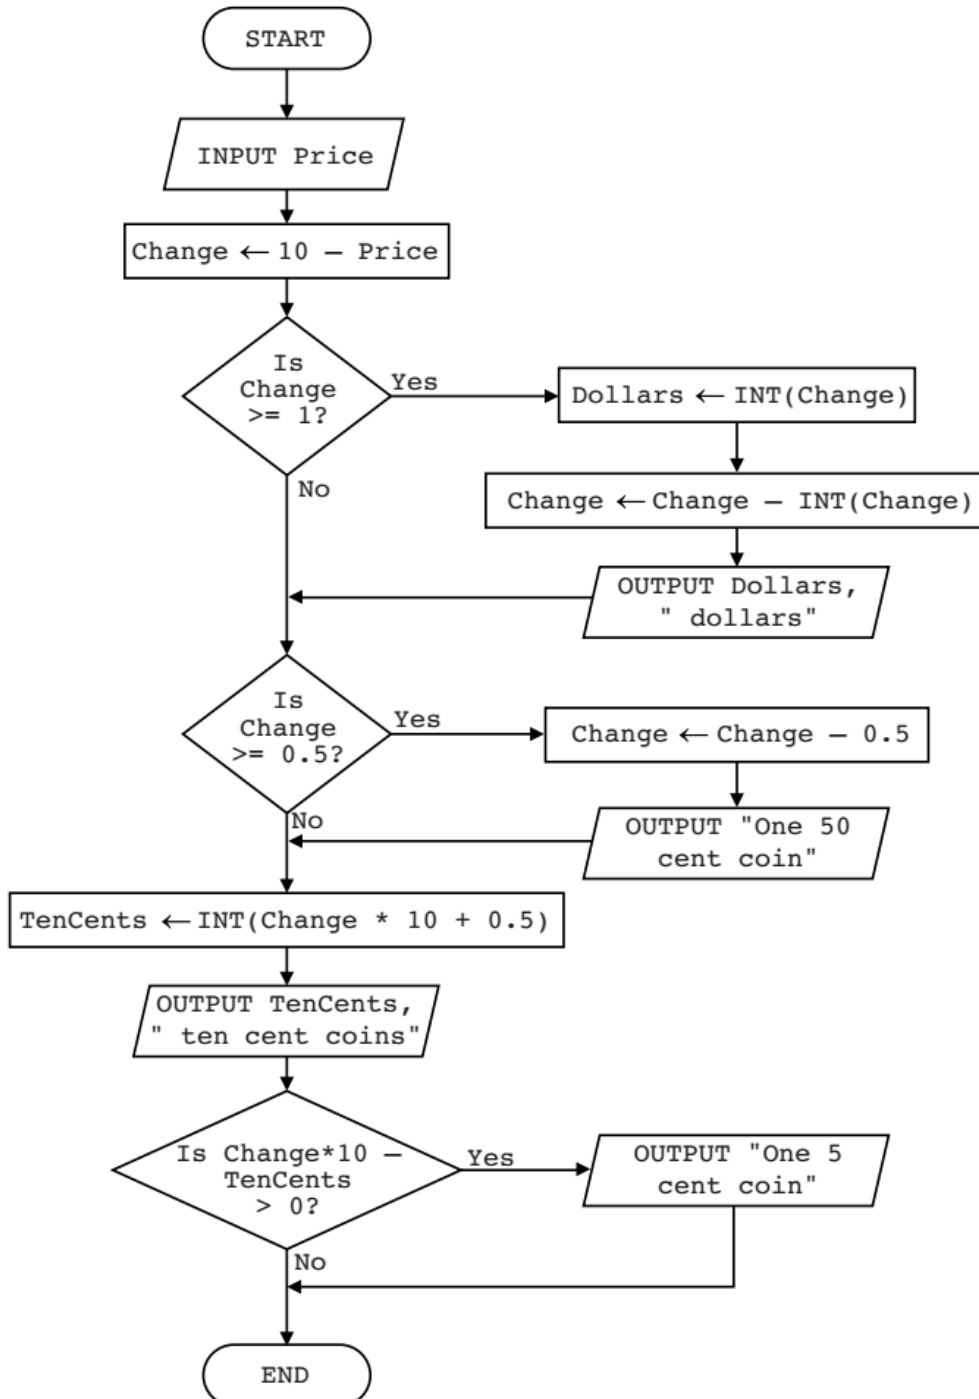 START
INPUT Price
Change ← 10 – Price
Is
Change
>= 1?
Yes
No
Dollars ← INT(Change)
Change ← Change – INT(Change)
OUTPUT Dollars,
" dollars"
Is
Change
>= 0.5?
Yes
No
Change ← Change – 0.5
OUTPUT "One 50
cent coin"
TenCents ← INT(Change * 10 + 0.5)
OUTPUT TenCents,
" ten cent coins"
Is Change*10 –
TenCents
> 0?
Yes
No
OUTPUT "One 5
cent coin"
END